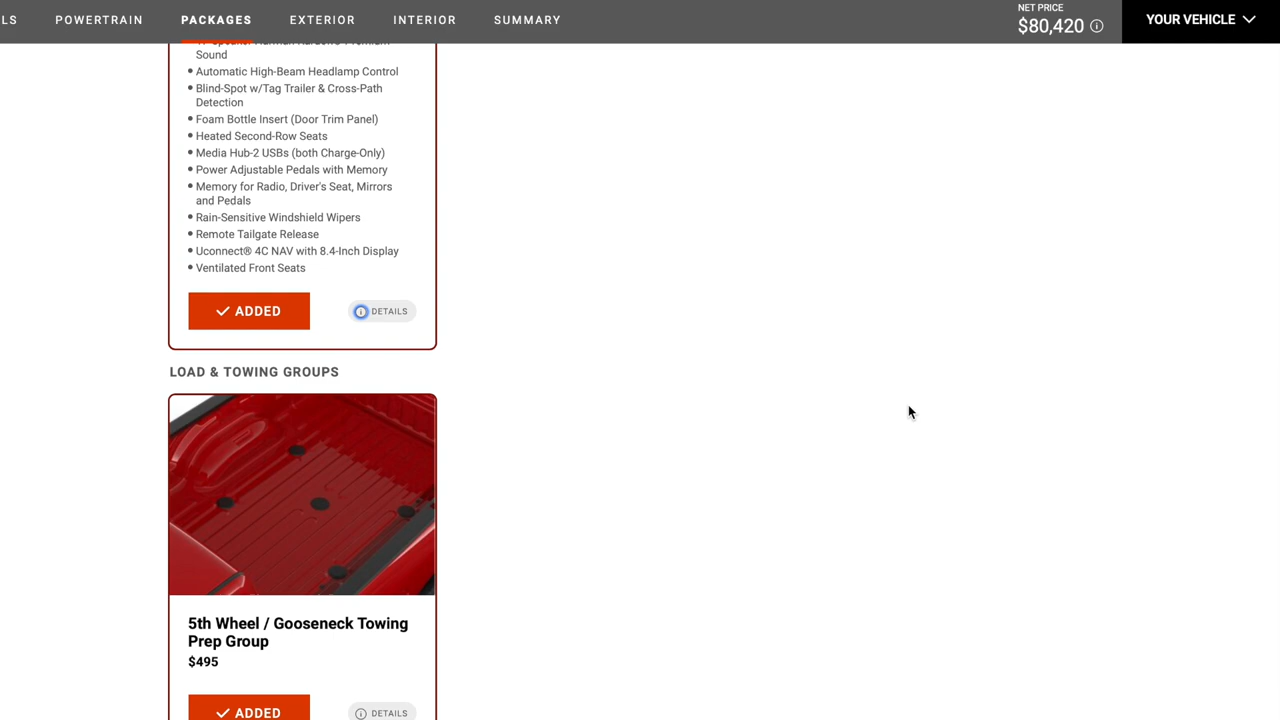 LS POWERTRAIN PACKAGES EXTERIOR INTERIOR SUMMARY
NET PRICE
$80,420
YOUR VEHICLE
Sound
• Automatic High-Beam Headlamp Control
• Blind-Spot w/Tag Trailer & Cross-Path
Detection
• Foam Bottle Insert (Door Trim Panel)
• Heated Second-Row Seats
• Media Hub-2 USBs (both Charge-Only)
• Power Adjustable Pedals with Memory
• Memory for Radio, Driver's Seat, Mirrors
and Pedals
• Rain-Sensitive Windshield Wipers
• Remote Tailgate Release
• Uconnect® 4C NAV with 8.4-Inch Display
• Ventilated Front Seats
ADDED DETAILS
LOAD & TOWING GROUPS
5th Wheel / Gooseneck Towing
Prep Group
$495
ADDED DETAILS